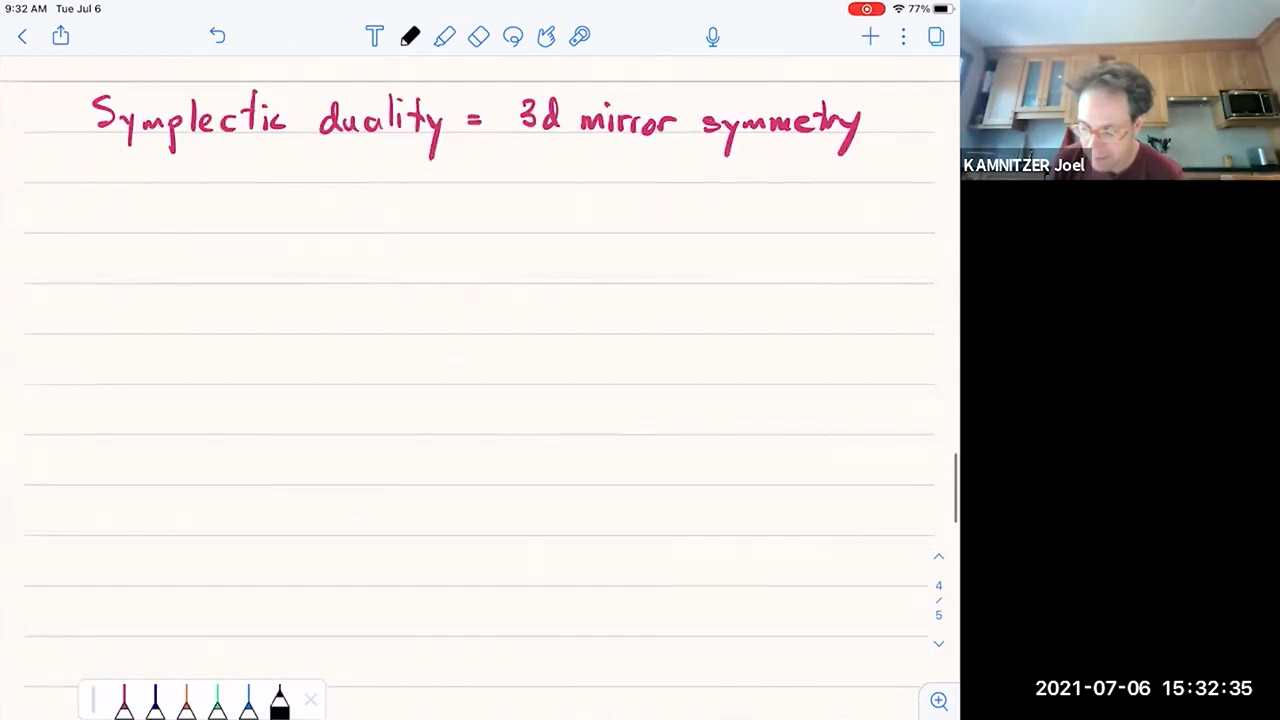 9:32 AM Tue Jul 6
77%
Symplectic duality = 3d mirror symmetry
KAMNITZER Joel
4
/
5
2021-07-06 15:32:35